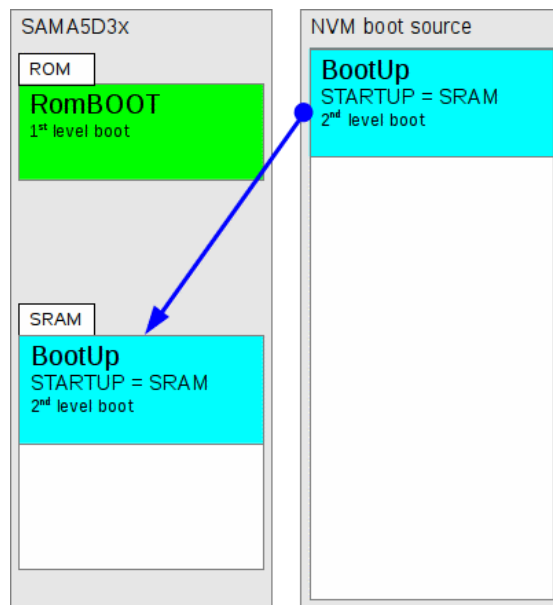 SAMA5D3x
ROM
RomBOOT
1st level boot
SRAM
BootUp
STARTUP = SRAM
2nd level boot
NVM boot source
BootUp
STARTUP = SRAM
2nd level boot